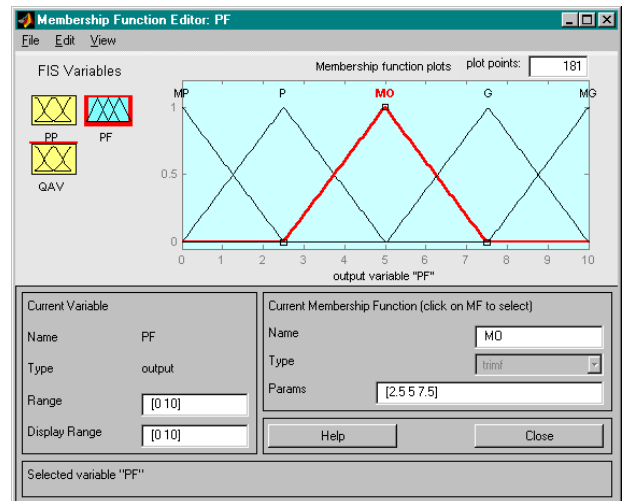 Membership Function Editor: PF
File Edit View
FIS Variables
PP PF
QAV
Membership function plots plot points: 181
MP P MO G MG
1
0.5
0
0 1 2 3 4 5 6 7 8 9 10
output variable "PF"
Current Variable
Name PF
Type output
Range [0 10]
Display Range [0 10]
Current Membership Function (click on MF to select)
Name MO
Type trimf
Params [2.5 5 7.5]
Help Close
Selected variable "PF"